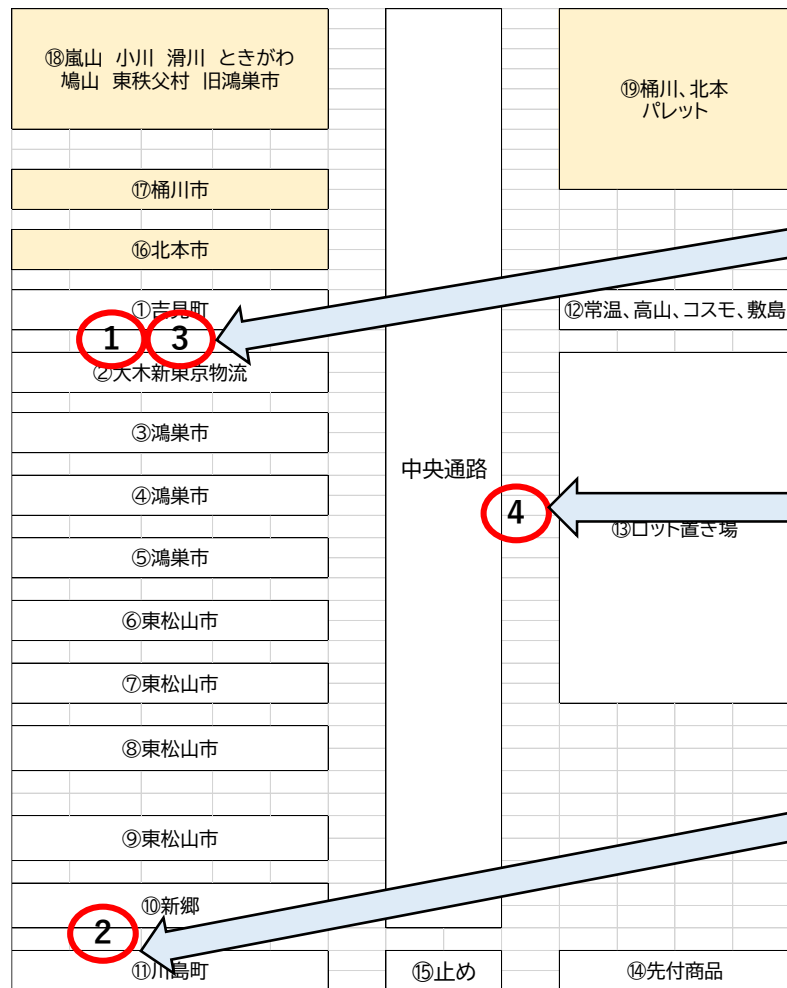 ⑱嵐山 小川 滑川 ときがわ
鳩山 東秩父村 旧鴻巣市
⑲桶川、北本
パレット
⑰桶川市
⑯北本市
①吉見町
⑫常温、高山、コスモ、敷島
1
3
②大木新東京物流
③鴻巣市
中央通路
④鴻巣市
4
⑬ロット置き場
⑤鴻巣市
⑥東松山市
⑦東松山市
⑧東松山市
⑨東松山市
⑩新郷
2
⑪川島町
⑮止め
⑭先付商品